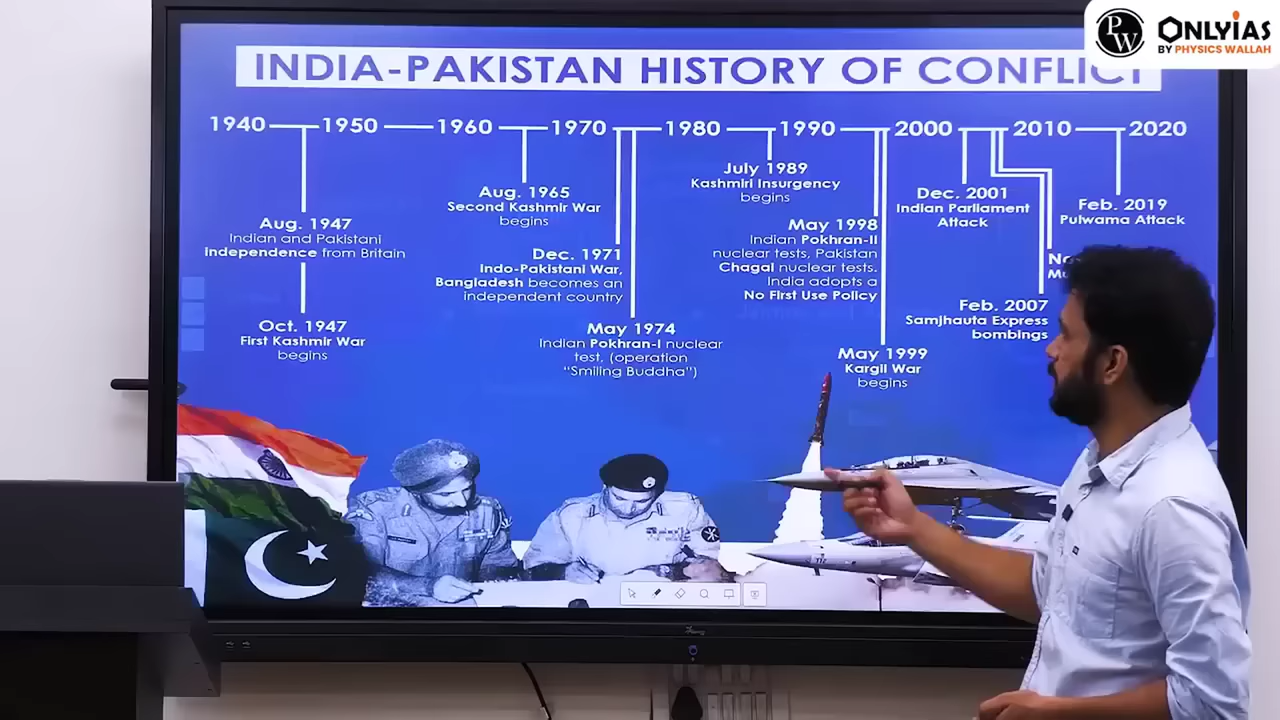 PW
ONLYIAS
BY PHYSICS WALLAH
INDIA-PAKISTAN HISTORY OF CONFLICT
1940 1950 1960 1970 1980 1990 2000 2010 2020
Aug. 1947
Indian and Pakistani
independence from Britain
Oct. 1947
First Kashmir War
begins
Aug. 1965
Second Kashmir War
begins
Dec. 1971
Indo-Pakistani War,
Bangladesh becomes an
independent country
May 1974
Indian Pokhran-I nuclear
test, (operation
“Smiling Buddha”)
July 1989
Kashmiri Insurgency
begins
May 1998
Indian Pokhran-II
nuclear tests, Pakistan
Chagal nuclear tests.
India adopts a
No First Use Policy
May 1999
Kargil War
begins
Dec. 2001
Indian Parliament
Attack
Feb. 2007
Samjhauta Express
bombings
Feb. 2019
Pulwama Attack